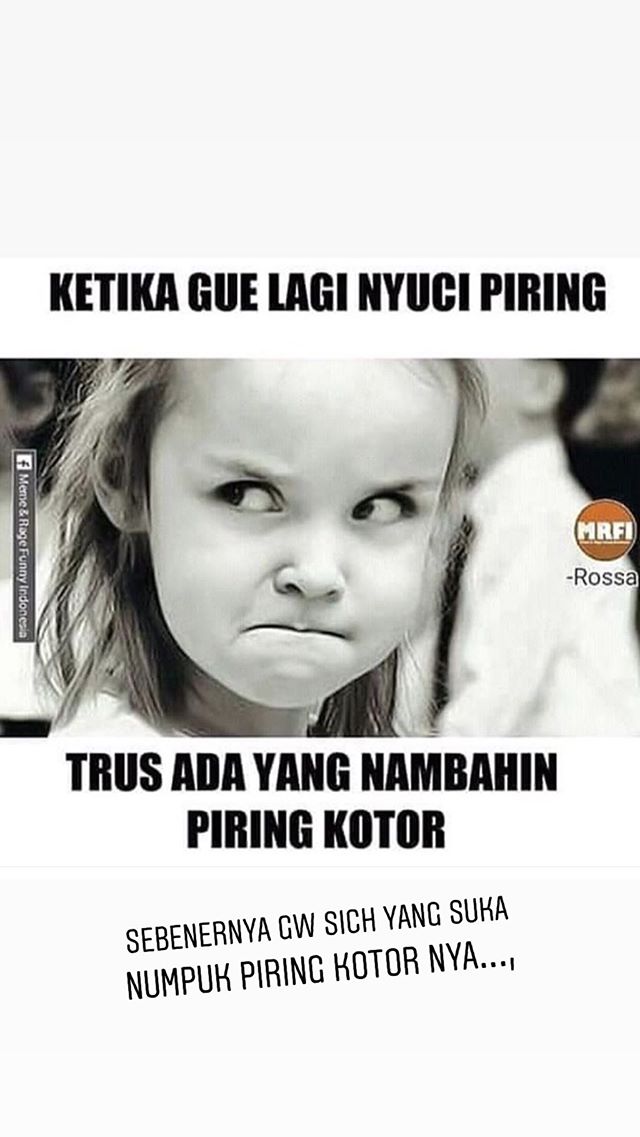 KETIKA GUE LAGI NYUCI PIRING
f Meme & Rage Funny Indonesia
MRFI
-Rossa
TRUS ADA YANG NAMBAHIN
PIRING KOTOR
SEBENERNYA GW SICH YANG SUKA
NUMPUK PIRING KOTOR NYA...,